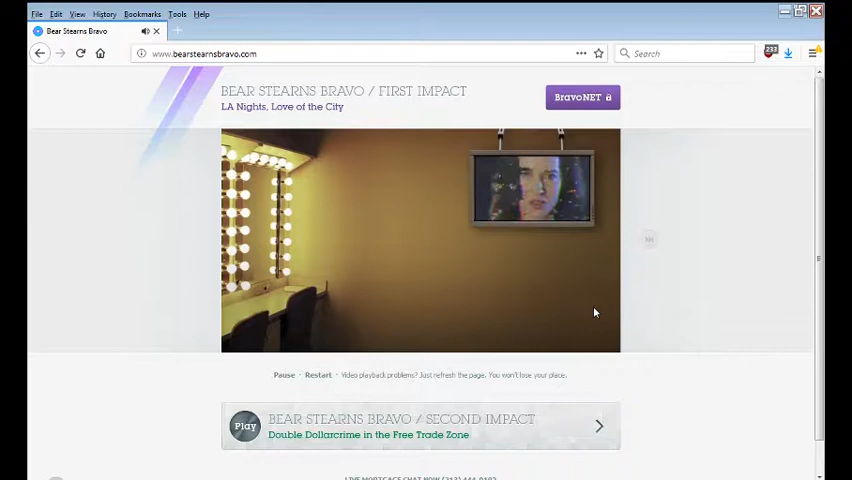 File Edit View History Bookmarks Tools Help
Bear Stearns Bravo
www.bearstearnsbravo.com
Search
233
BEAR STEARNS BRAVO / FIRST IMPACT
LA Nights, Love of the City
BravoNET
Pause - Restart - Video playback problems? Just refresh the page. You won't lose your place.
Play
BEAR STEARNS BRAVO / SECOND IMPACT
Double Dollarcrime in the Free Trade Zone